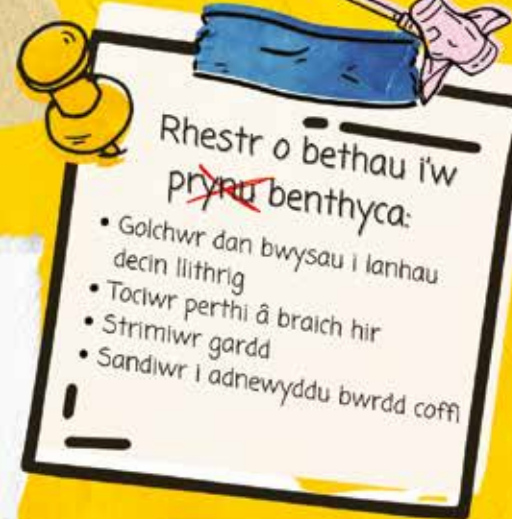 Rhestr o bethau i'w
prynu benthyca:
• Golchwr dan bwysau i lanhau
decin llithrig
• Tociwr perthi â braich hir
• Strimiwr gardd
• Sandiwr i adnewyddu bwrdd coffi